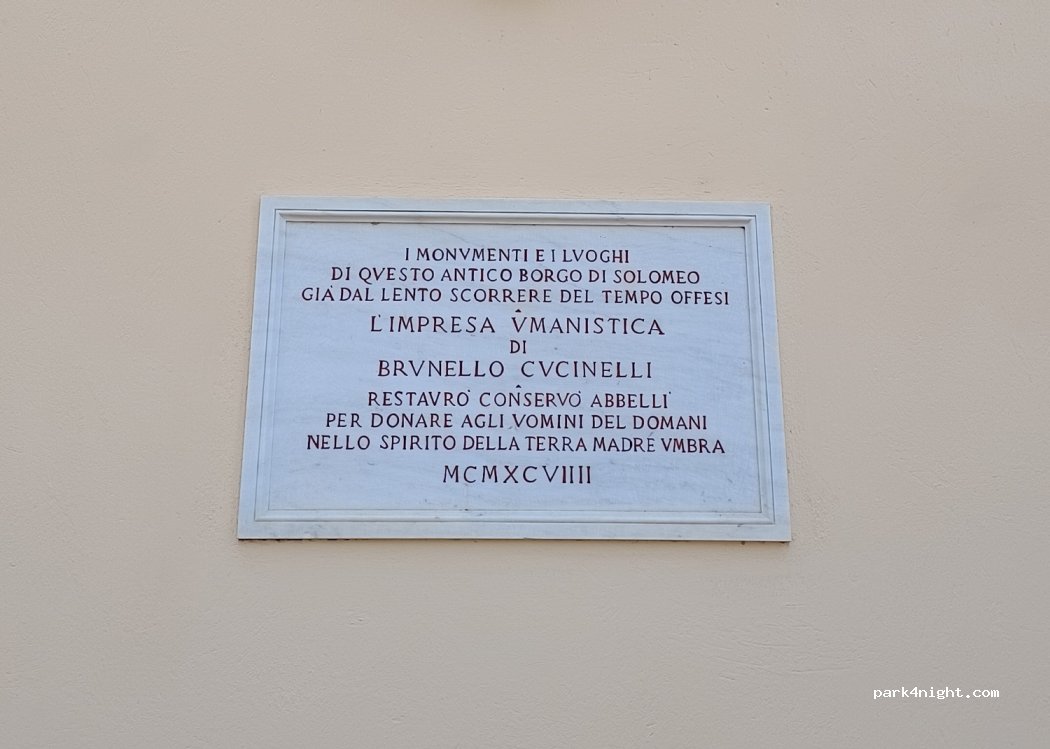 I MONVMENTI E I LVOGHI
DI QVESTO ANTICO BORGO DI SOLOMEO
GIÀ DAL LENTO SCORRERE DEL TEMPO OFFESI
L'IMPRESA VMANISTICA
DI
BRVNELLO CVCINELLI
RESTAVRÒ CONSERVÒ ABBELLÌ
PER DONARE AGLI VOMINI DEL DOMANI
NELLO SPIRITO DELLA TERRA MADRE VMBRA
MCMXCVIIII
park4night.com